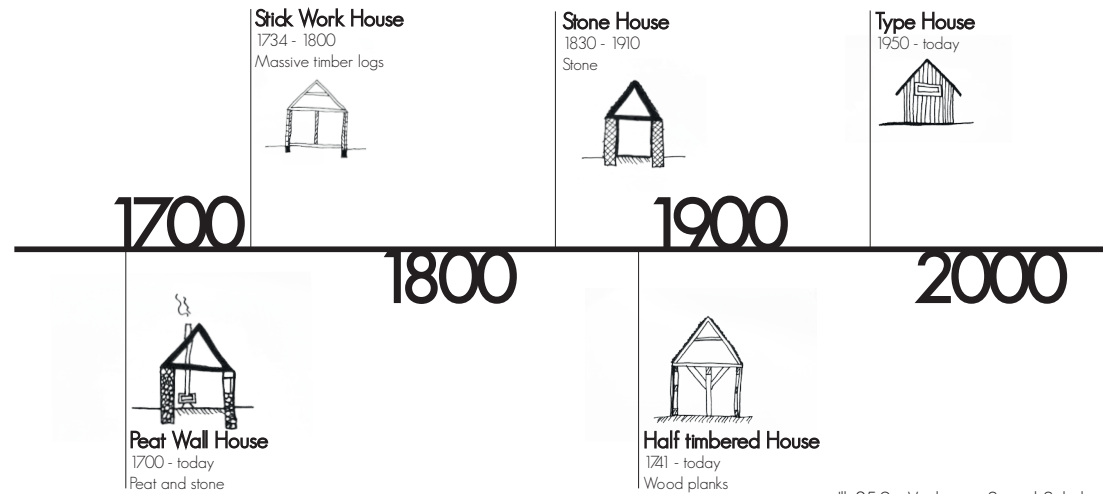 Stick Work House
1734 - 1800
Massive timber logs
Stone House
1830 - 1910
Stone
Type House
1950 - today
1700
1900
1800
2000
Peat Wall House
1700 - today
Peat and stone
Half timbered House
1741 - today
Wood planks